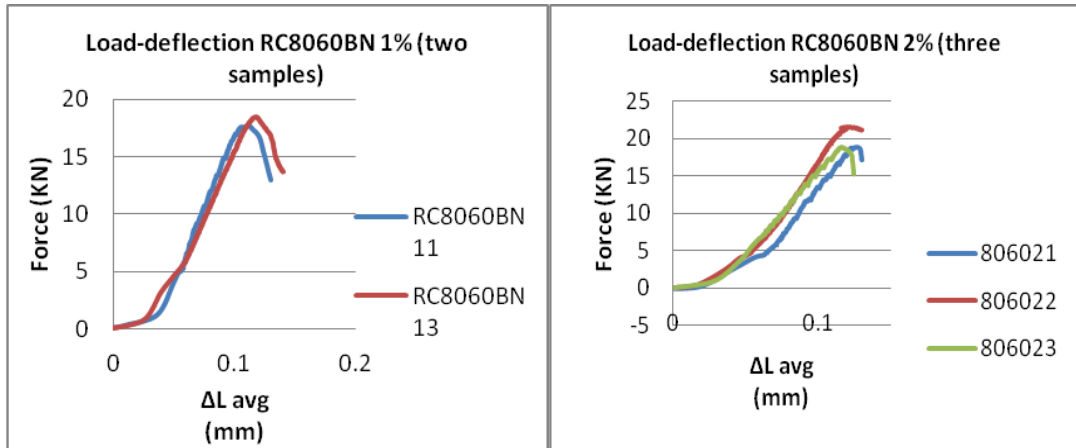 Load-deflection RC8060BN 1% (two
samples)
20
15
10
5
0
0
0.1
0.2
Force (KN)
ΔL avg
(mm)
RC8060BN
11
RC8060BN
13
Load-deflection RC8060BN 2% (three
samples)
25
20
15
10
5
0
-5
0
0.1
Force (KN)
ΔL avg
(mm)
806021
806022
806023